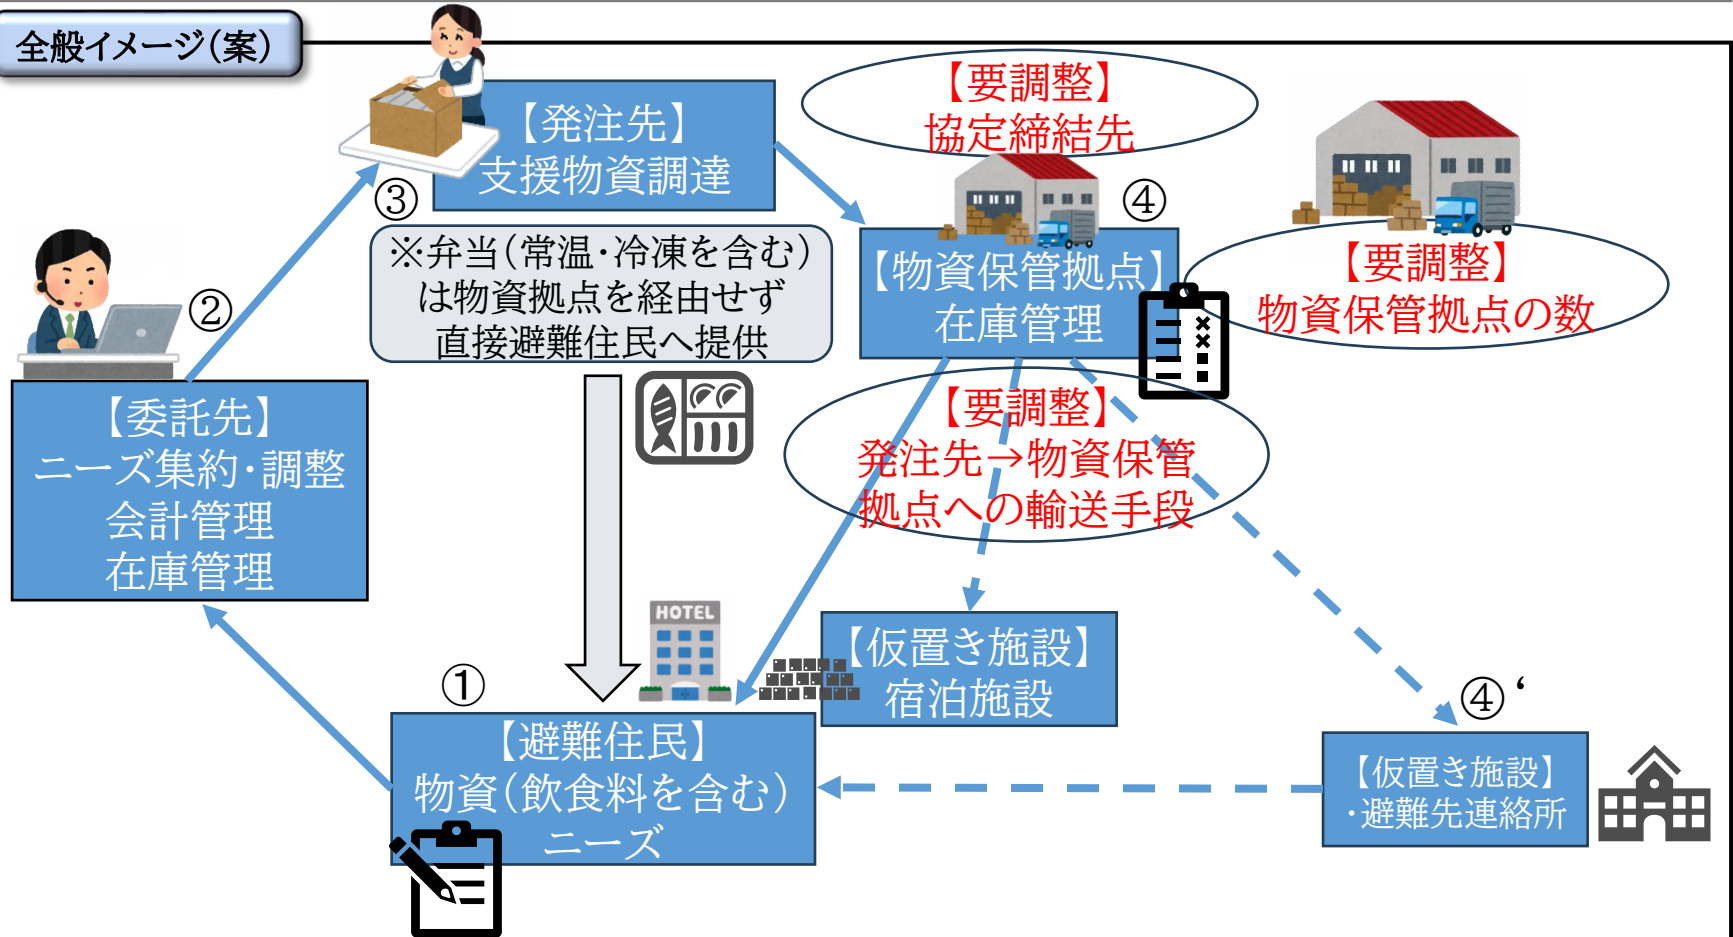 全般イメージ（案）
【発注先】
支援物資調達
【要調整】
協定締結先
③
④
※弁当（常温・冷凍を含む）
は物資拠点を経由せず
直接避難住民へ提供
【物資保管拠点】
在庫管理
【要調整】
物資保管拠点の数
②
【委託先】
ニーズ集約・調整
会計管理
在庫管理
【要調整】
発注先→物資保管
拠点への輸送手段
HOTEL
【仮置き施設】
宿泊施設
①
④‘
【避難住民】
物資（飲食料を含む）
ニーズ
【仮置き施設】
・避難先連絡所